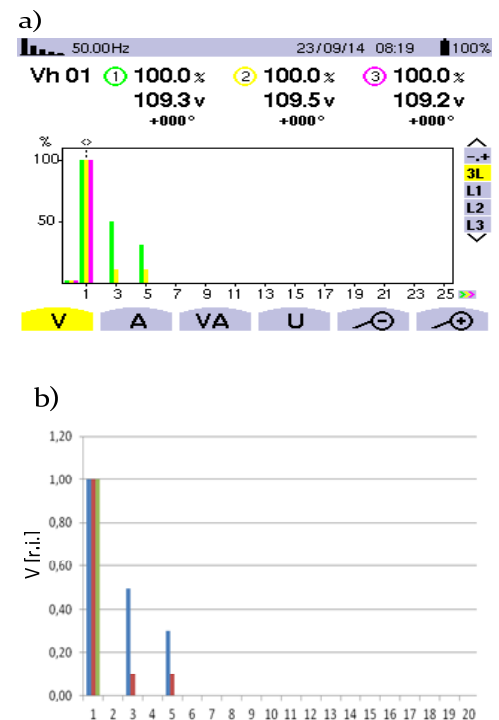 a)
50.00Hz 23/09/14 08:19 100%
Vh 01 1 100.0 % 2 100.0 % 3 100.0 %
109.3 v 109.5 v 109.2 v
+000° +000° +000°
% <>
100
50
1 3 5 7 9 11 13 15 17 19 21 23 25 >>
-.+
3L
L1
L2
L3
V A VA U
b)
V [r.i.]
1,20
1,00
0,80
0,60
0,40
0,20
0,00
1 2 3 4 5 6 7 8 9 10 11 12 13 14 15 16 17 18 19 20